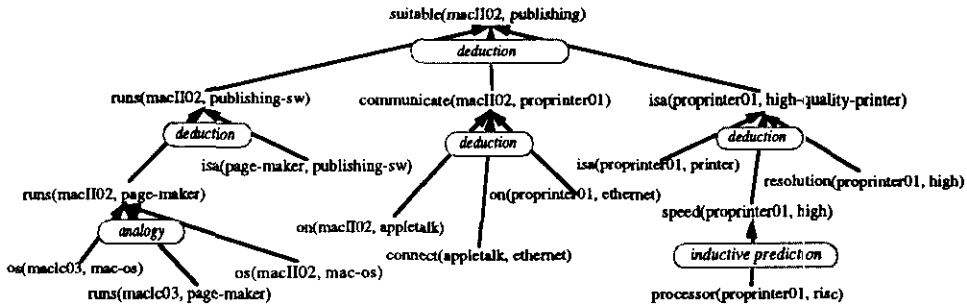 suitable(macII02, publishing)
deduction
runs(macII02, publishing-sw)
communicate(macII02, proprinter01)
isa(proprinter01, high-quality-printer)
deduction
deduction
deduction
isa(page-maker, publishing-sw)
isa(proprinter01, printer)
runs(macII02, page-maker)
on(proprinter01, ethernet)
resolution(proprinter01, high)
speed(proprinter01, high)
analogy
on(macII02, appletalk)
connect(appletalk, ethernet)
inductive prediction
os(maclc03, mac-os)
os(macII02, mac-os)
runs(maclc03, page-maker)
processor(proprinter01, risc)